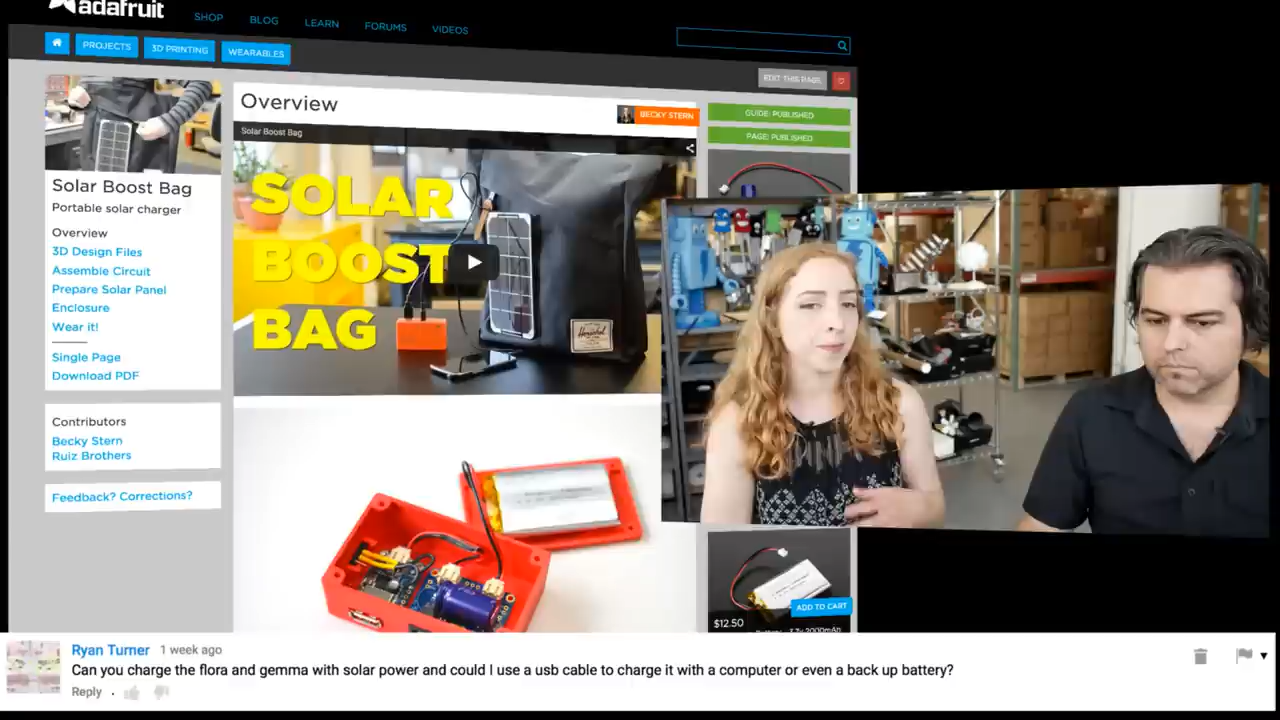 adafruit
SHOP BLOG LEARN FORUMS VIDEOS
PROJECTS 3D PRINTING WEARABLES
EDIT THIS PAGE
Overview
BECKY STERN
GUIDE: PUBLISHED
PAGE: PUBLISHED
Solar Boost Bag
SOLAR
BOOST
BAG
Herschel
Solar Boost Bag
Portable solar charger
Overview
3D Design Files
Assemble Circuit
Prepare Solar Panel
Enclosure
Wear it!
Single Page
Download PDF
Contributors
Becky Stern
Ruiz Brothers
Feedback? Corrections?
ADD TO CART
$12.50
Ryan Turner 1 week ago
Can you charge the flora and gemma with solar power and could I use a usb cable to charge it with a computer or even a back up battery?
Reply